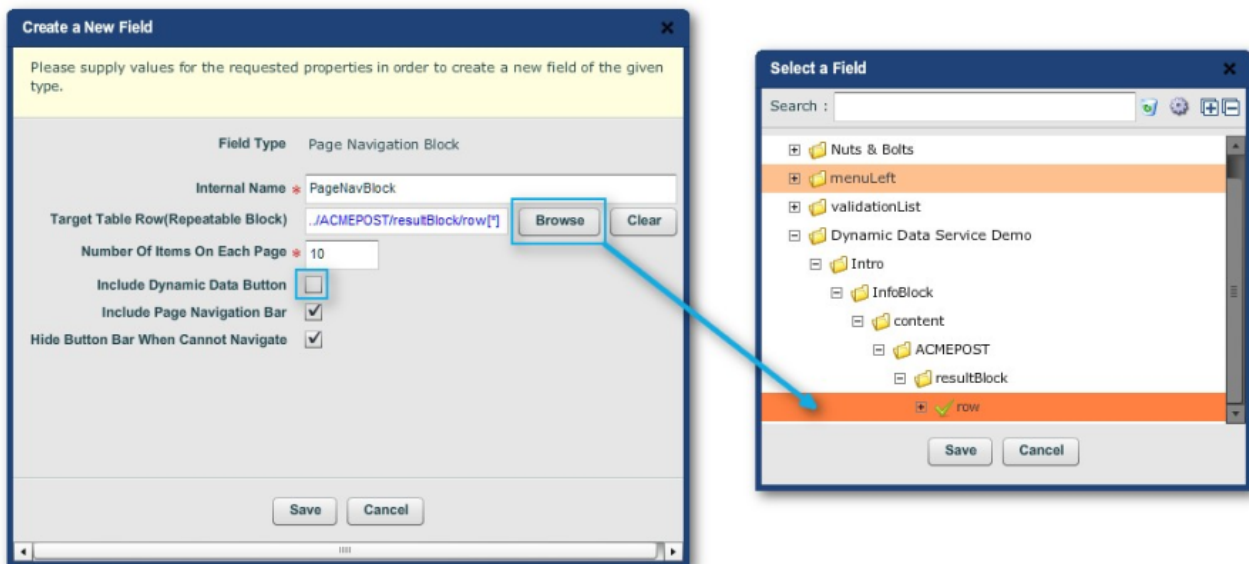 Create a New Field
Please supply values for the requested properties in order to create a new field of the given
type.
Field Type Page Navigation Block
Internal Name * PageNavBlock
Target Table Row(Repeatable Block) ../ACMEPOST/resultBlock/row[*] Browse Clear
Number Of Items On Each Page * 10
Include Dynamic Data Button
Include Page Navigation Bar
Hide Button Bar When Cannot Navigate
Save Cancel
Select a Field
Search :
Nuts & Bolts
menuLeft
validationList
Dynamic Data Service Demo
Intro
InfoBlock
content
ACMEPOST
resultBlock
row
Save Cancel